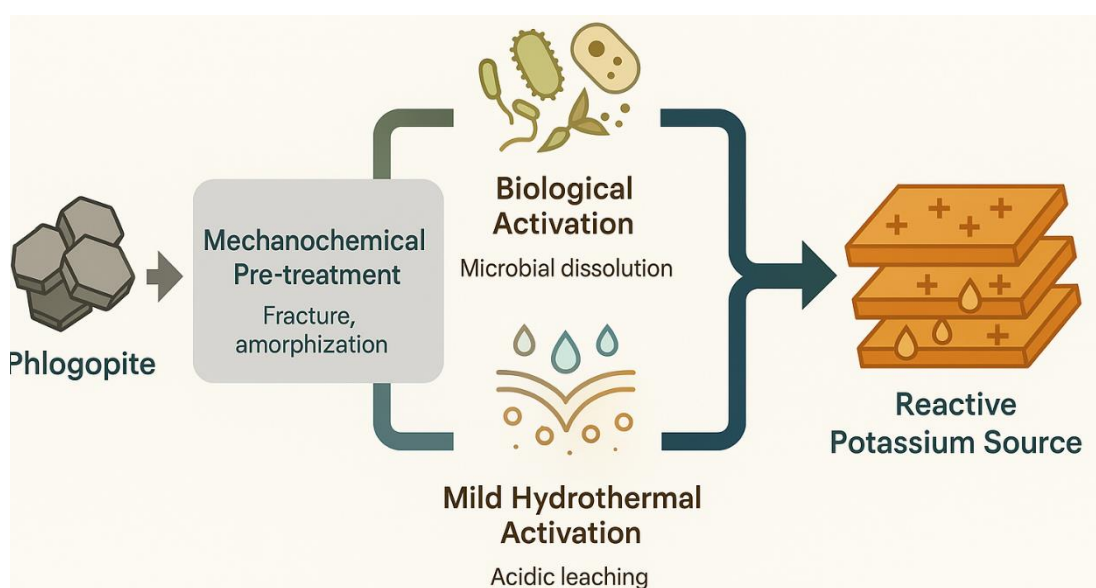 Phlogopite
Mechanochemical
Pre-treatment
Fracture,
amorphization
Biological
Activation
Microbial dissolution
Mild Hydrothermal
Activation
Acidic leaching
Reactive
Potassium Source